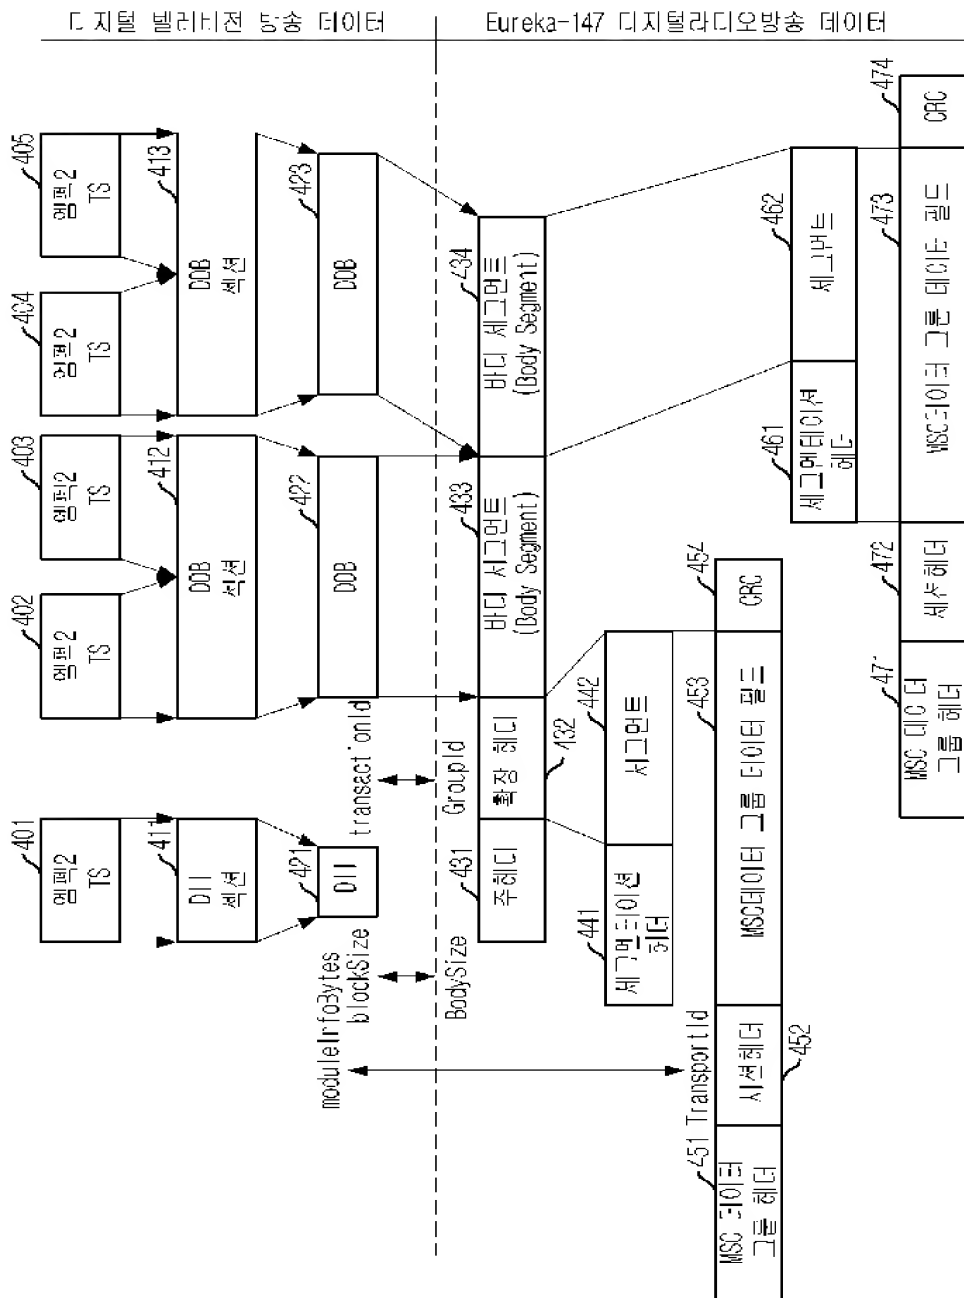 디지털 텔레비전 방송 데이터
Eureka-147 디지털라디오방송 데이터
401
엠펙2
TS
402
엠펙2
TS
403
엠펙2
TS
404
엠펙2
TS
405
엠펙2
TS
411
DII
섹션
412
DDB
섹션
413
DDB
섹션
moduleInfoBytes
blockSize
421
DII
transactionId
422
DDB
423
DDB
BodySize
GroupId
431
주헤더
확장 헤더
432
433
바디 세그먼트
(Body Segment)
434
바디 세그먼트
(Body Segment)
441
세그멘테이션
헤더
442
세그먼트
TransportId
451
MSC 데이터
그룹 헤더
세션헤더
452
453
MSC데이터 그룹 데이터 필드
454
CRC
461
세그멘테이션
헤더
462
세그먼트
471
MSC 데이터
그룹 헤더
472
세션헤더
473
MSC데이터 그룹 데이터 필드
474
CRC